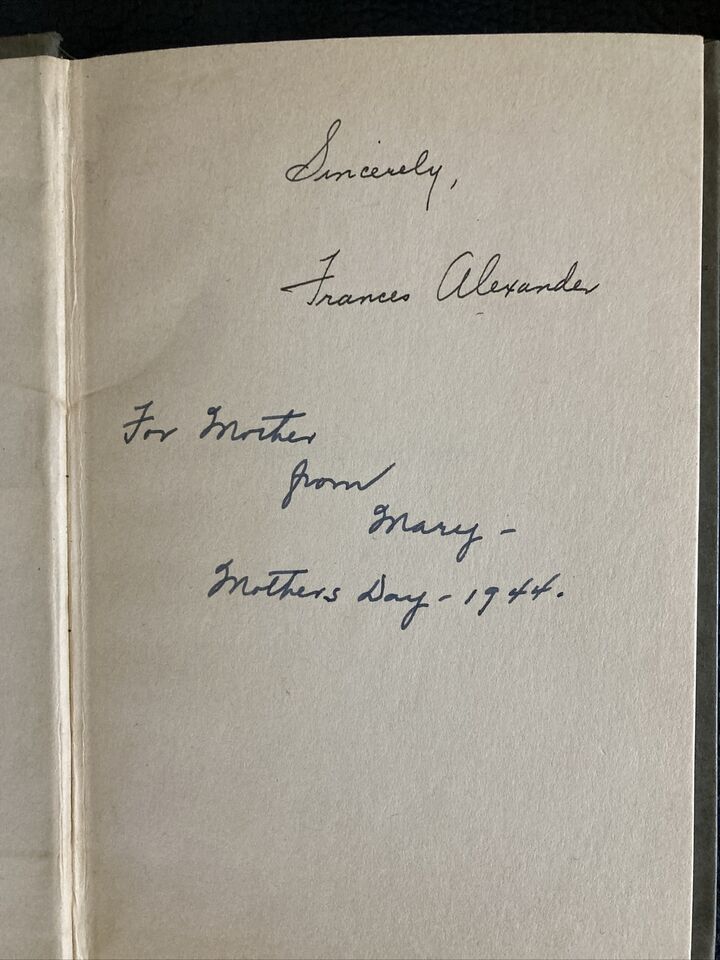 Sincerely,
Frances Alexander
For Mother
from
Mary -
Mothers Day - 1944.